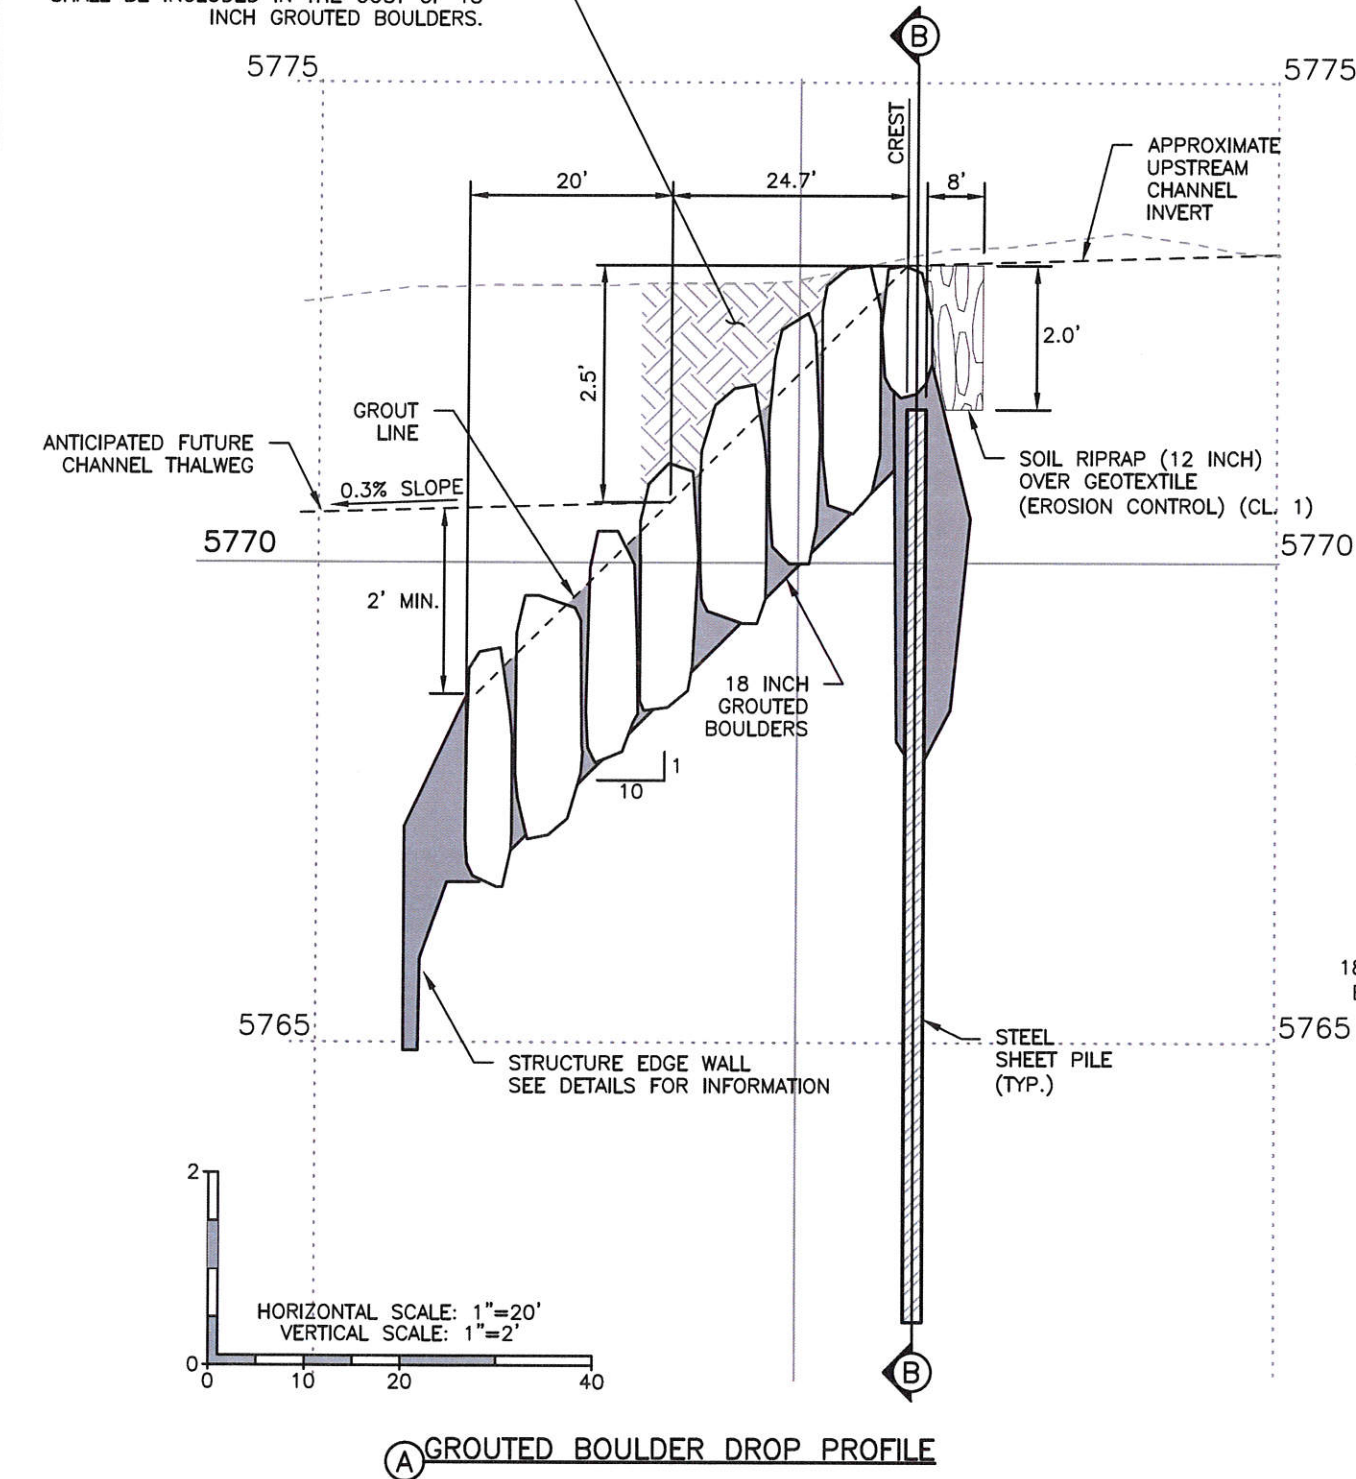 INCH GROUTED BOULDERS.
B
5775
5775
CREST
APPROXIMATE
UPSTREAM
CHANNEL
INVERT
20'
24.7'
8'
2.5'
2.0'
GROUT
LINE
ANTICIPATED FUTURE
CHANNEL THALWEG
0.3% SLOPE
SOIL RIPRAP (12 INCH)
OVER GEOTEXTILE
(EROSION CONTROL) (CL. 1)
5770
5770
2' MIN.
18 INCH
GROUTED
BOULDERS
1
10
18
5765
5765
STEEL
SHEET PILE
(TYP.)
STRUCTURE EDGE WALL
SEE DETAILS FOR INFORMATION
2
HORIZONTAL SCALE: 1"=20'
VERTICAL SCALE: 1"=2'
0
0
10
20
40
B
A GROUTED BOULDER DROP PROFILE